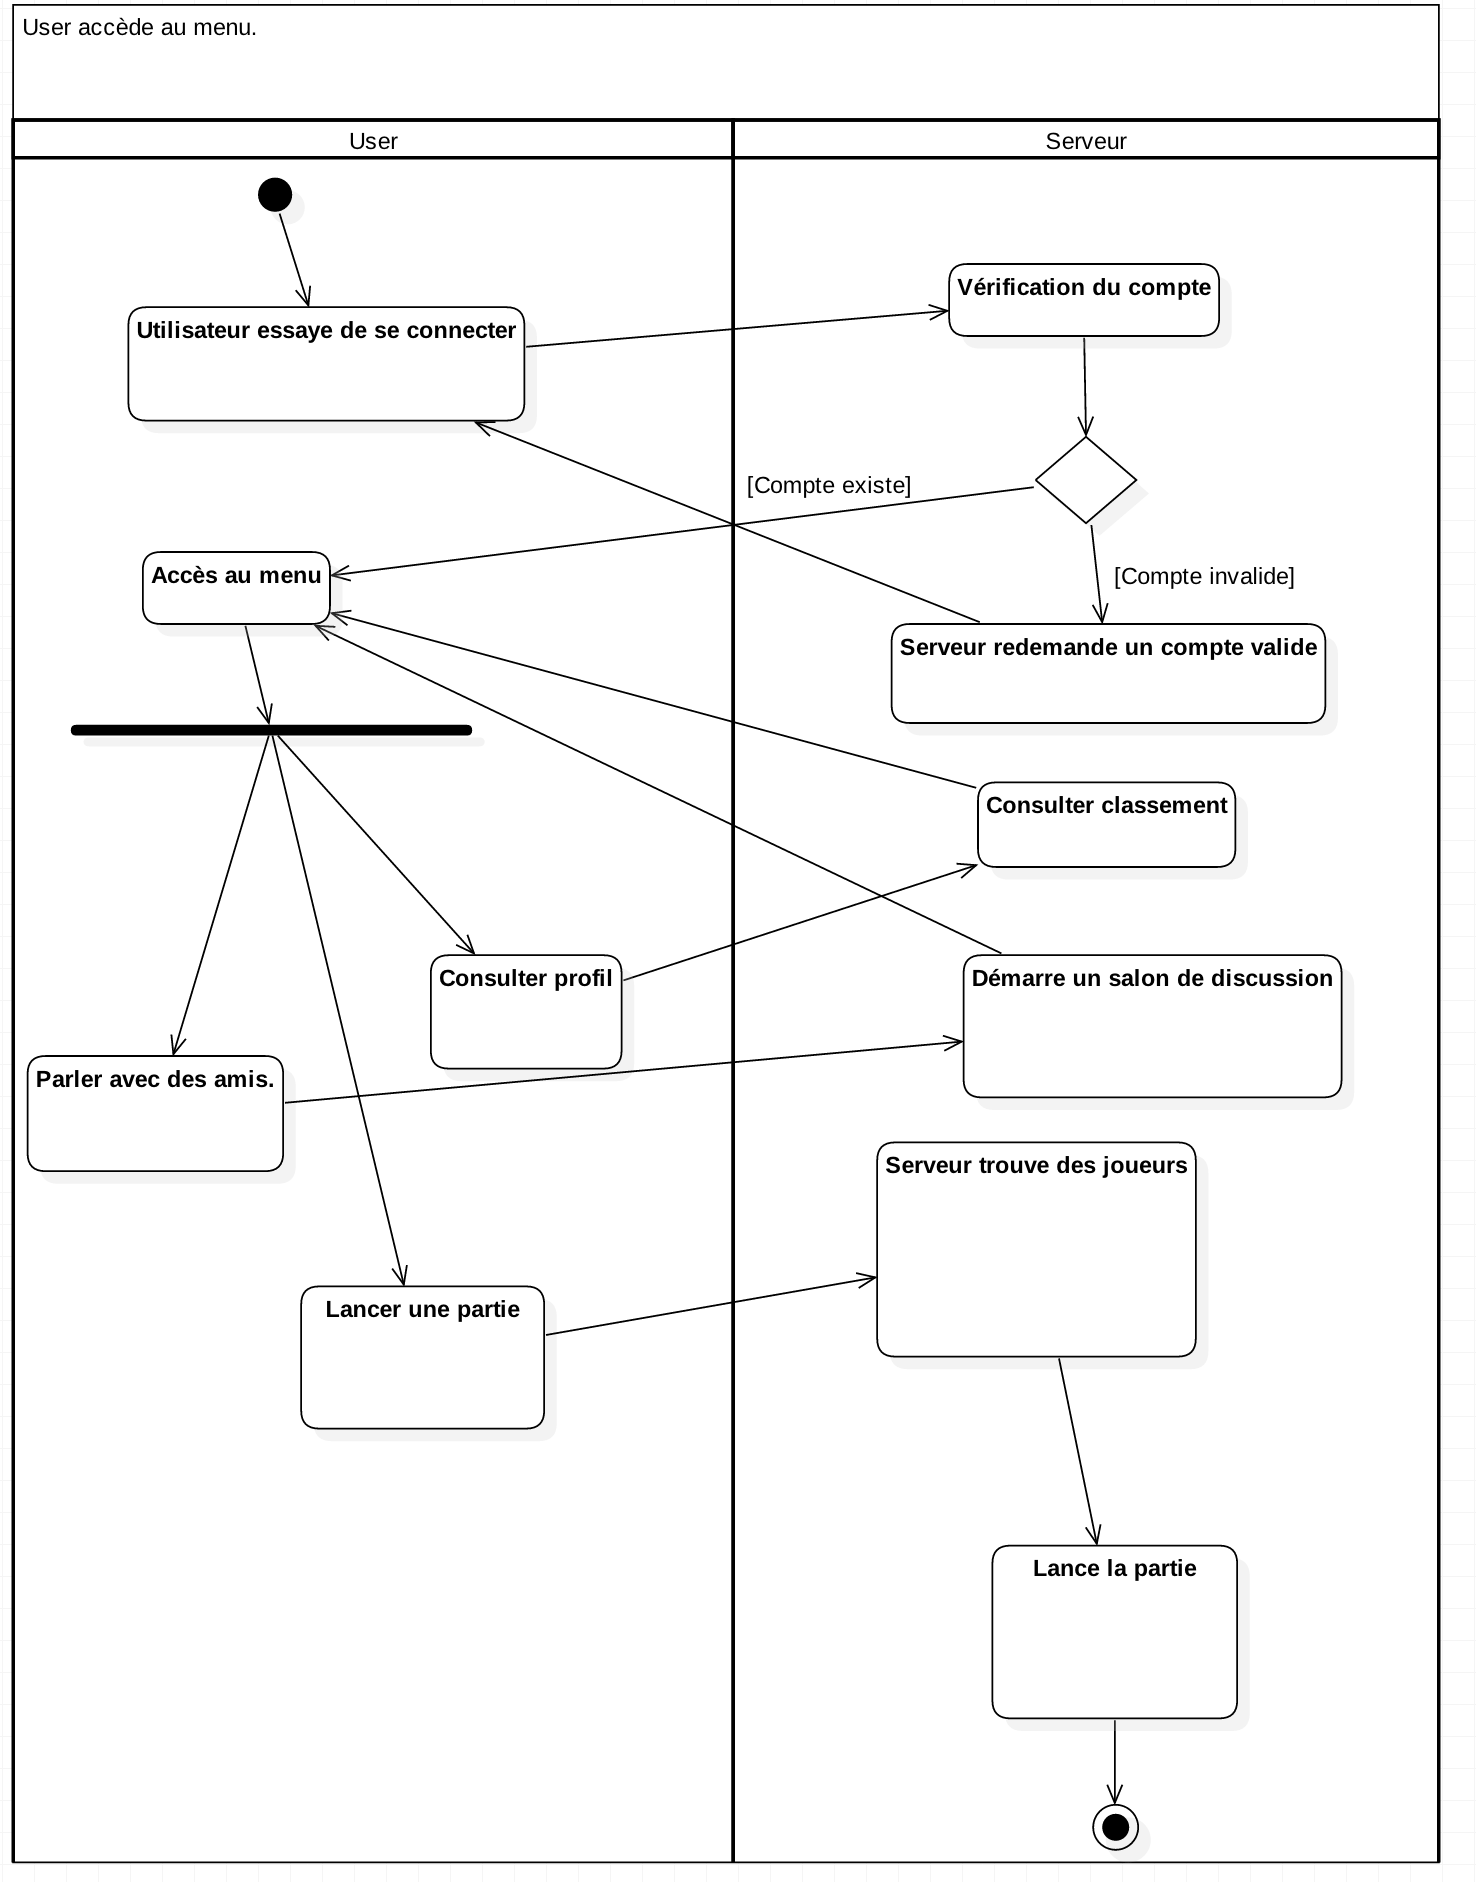 User accède au menu.
User
Serveur
Vérification du compte
Utilisateur essaye de se connecter
[Compte existe]
Accès au menu
[Compte invalide]
Serveur redemande un compte valide
Consulter classement
Consulter profil
Démarre un salon de discussion
Parler avec des amis.
Serveur trouve des joueurs
Lancer une partie
Lance la partie